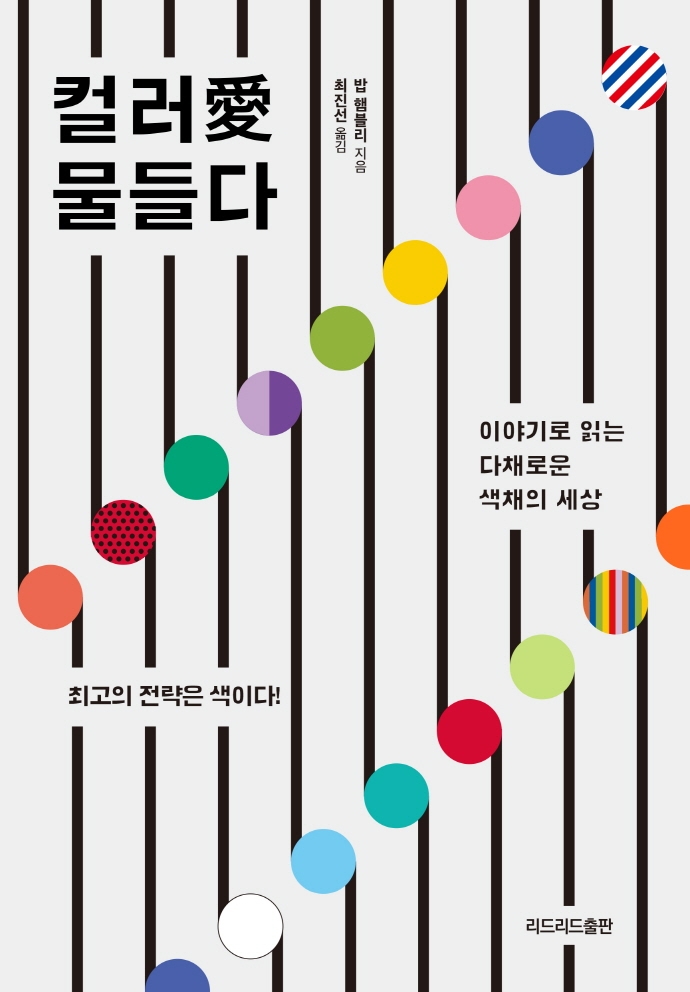 컬러愛
물들다
밥 햄블리 지음
최진선 옮김
이야기로 읽는
다채로운
색채의 세상
최고의 전략은 색이다!
리드리드출판